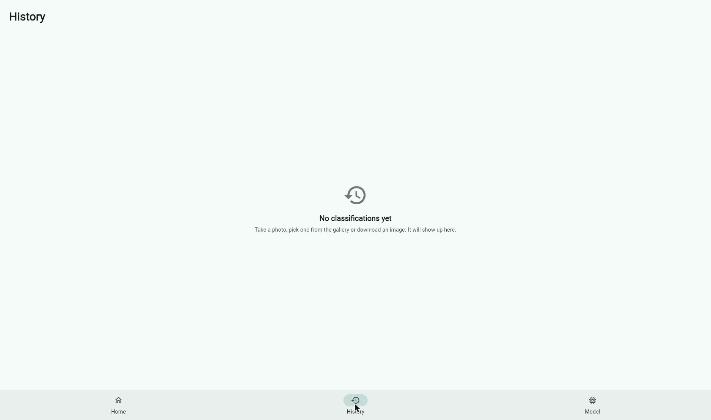 History
No classifications yet
Take a photo, pick one from the gallery or download an image. It will show up here.
Home
History
Model